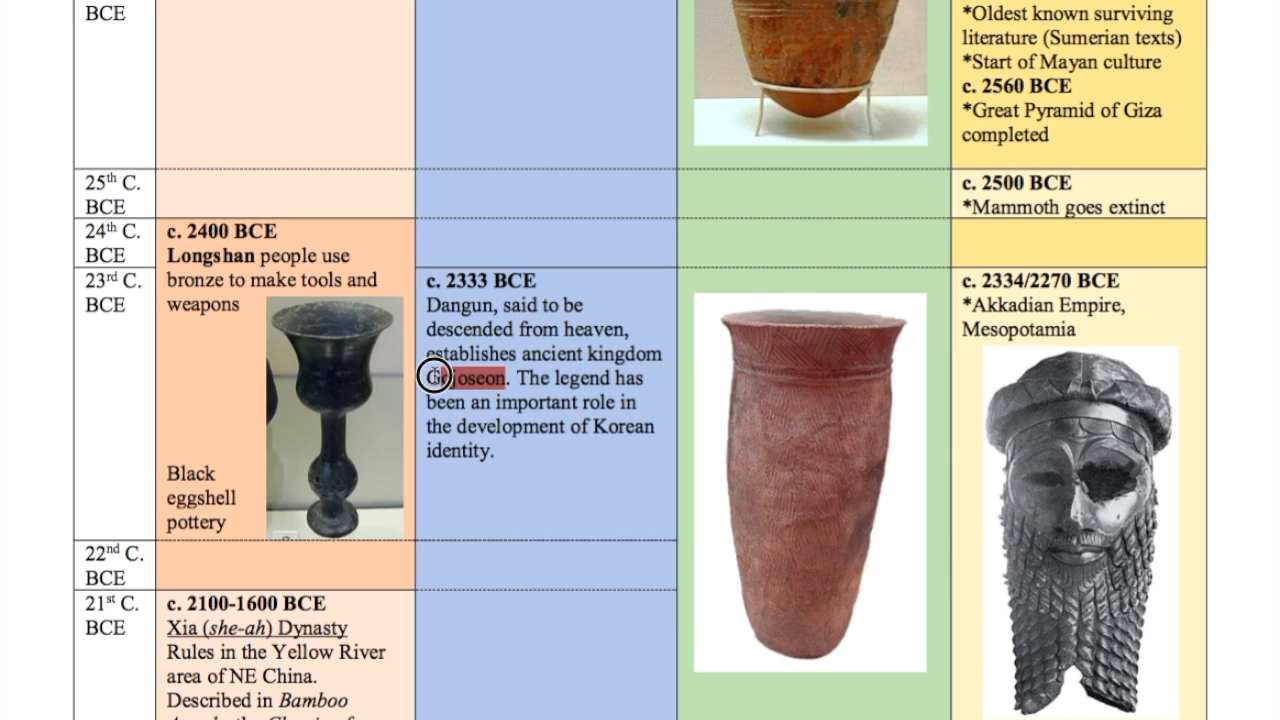 BCE
*Oldest known surviving
literature (Sumerian texts)
*Start of Mayan culture
c. 2560 BCE
*Great Pyramid of Giza
completed
25th C.
BCE
c. 2500 BCE
*Mammoth goes extinct
24th C.
BCE
c. 2400 BCE
Longshan people use
bronze to make tools and
weapons
Black
eggshell
pottery
23rd C.
BCE
c. 2333 BCE
Dangun, said to be
descended from heaven,
establishes ancient kingdom
Gojoseon. The legend has
been an important role in
the development of Korean
identity.
c. 2334/2270 BCE
*Akkadian Empire,
Mesopotamia
22nd C.
BCE
21st C.
BCE
c. 2100-1600 BCE
Xia (she-ah) Dynasty
Rules in the Yellow River
area of NE China.
Described in Bamboo